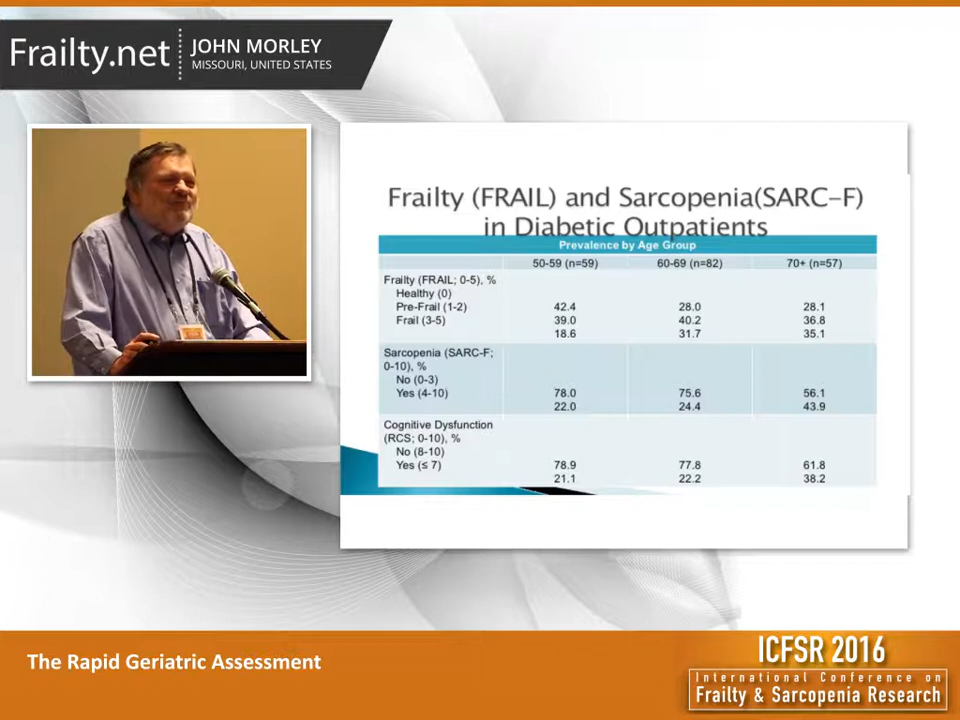 Frailty.net
JOHN MORLEY
MISSOURI, UNITED STATES
Frailty (FRAIL) and Sarcopenia(SARC-F)
in Diabetic Outpatients
Prevalence by Age Group
50-59 (n=59) 60-69 (n=82) 70+ (n=57)
Frailty (FRAIL; 0-5), %
Healthy (0)
Pre-Frail (1-2) 42.4 28.0 28.1
Frail (3-5) 39.0 40.2 36.8
18.6 31.7 35.1
Sarcopenia (SARC-F;
0-10), %
No (0-3)
Yes (4-10) 78.0 75.6 56.1
22.0 24.4 43.9
Cognitive Dysfunction
(RCS; 0-10), %
No (8-10)
Yes (≤ 7) 78.9 77.8 61.8
21.1 22.2 38.2
The Rapid Geriatric Assessment
ICFSR 2016
International Conference on
Frailty & Sarcopenia Research